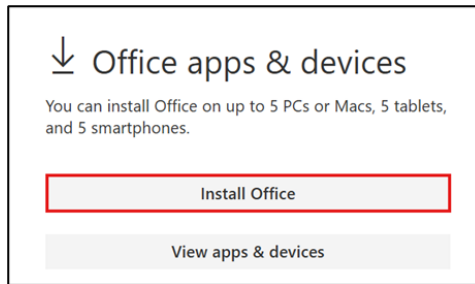 Office apps & devices
You can install Office on up to 5 PCs or Macs, 5 tablets,
and 5 smartphones.
Install Office
View apps & devices